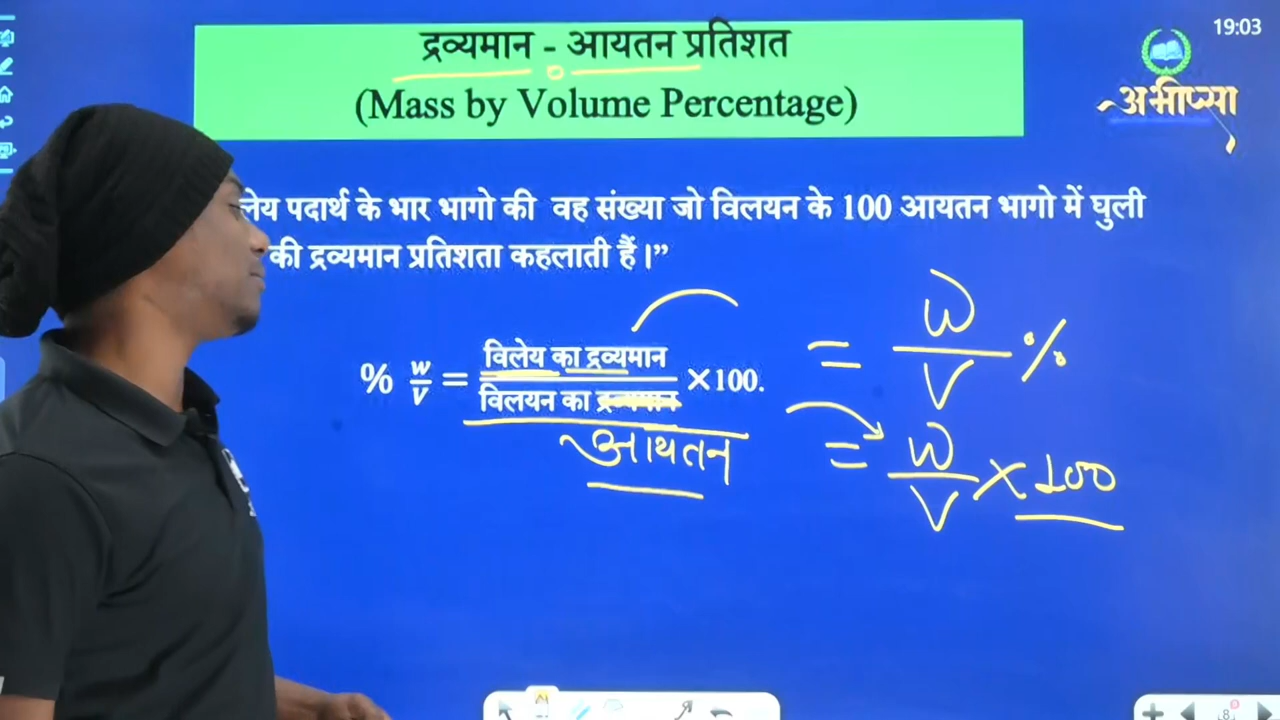 द्रव्यमान - आयतन प्रतिशत
(Mass by Volume Percentage)
19:03
अभीप्सा
पदार्थ के भार भागो की वह संख्या जो विलयन के 100 आयतन भागो में घुली
की द्रव्यमान प्रतिशता कहलाती हैं।”
% w/V = विलेय का द्रव्यमान / विलयन का द्रव्यमान ×100.
आयतन
= W/V %
= W/V × 100
8